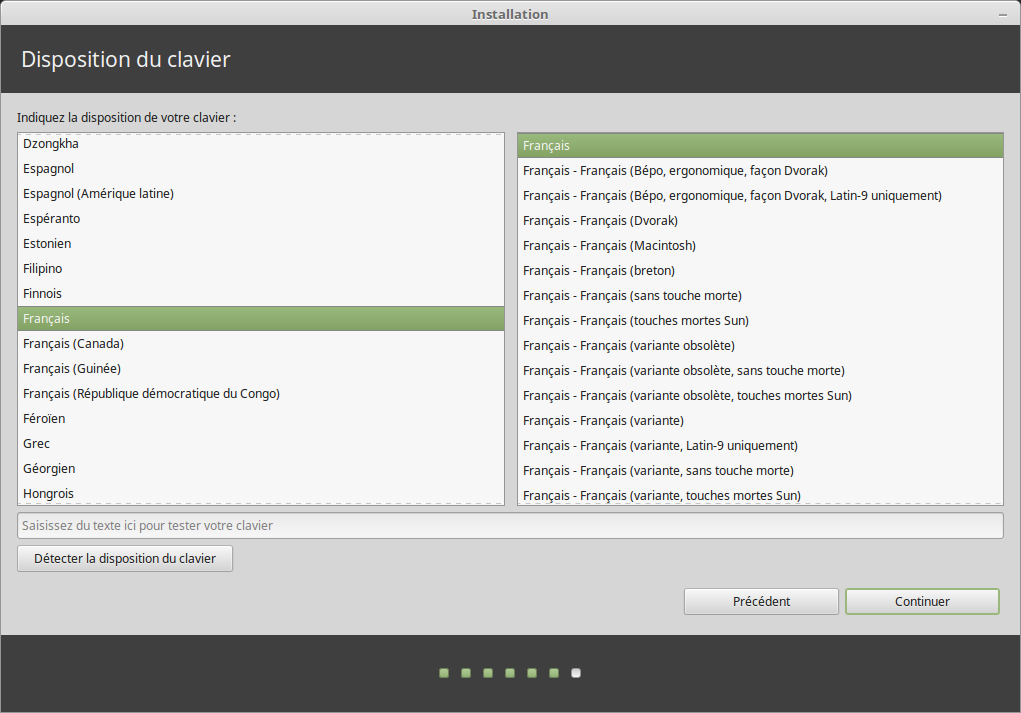 Installation
Disposition du clavier
Indiquez la disposition de votre clavier :
Dzongkha
Espagnol
Espagnol (Amérique latine)
Espéranto
Estonien
Filipino
Finnois
Français
Français (Canada)
Français (Guinée)
Français (République démocratique du Congo)
Féroïen
Grec
Géorgien
Hongrois
Français
Français - Français (Bépo, ergonomique, façon Dvorak)
Français - Français (Bépo, ergonomique, façon Dvorak, Latin-9 uniquement)
Français - Français (Dvorak)
Français - Français (Macintosh)
Français - Français (breton)
Français - Français (sans touche morte)
Français - Français (touches mortes Sun)
Français - Français (variante obsolète)
Français - Français (variante obsolète, sans touche morte)
Français - Français (variante obsolète, touches mortes Sun)
Français - Français (variante)
Français - Français (variante, Latin-9 uniquement)
Français - Français (variante, sans touche morte)
Français - Français (variante, touches mortes Sun)
Saisissez du texte ici pour tester votre clavier
Détecter la disposition du clavier
Précédent
Continuer